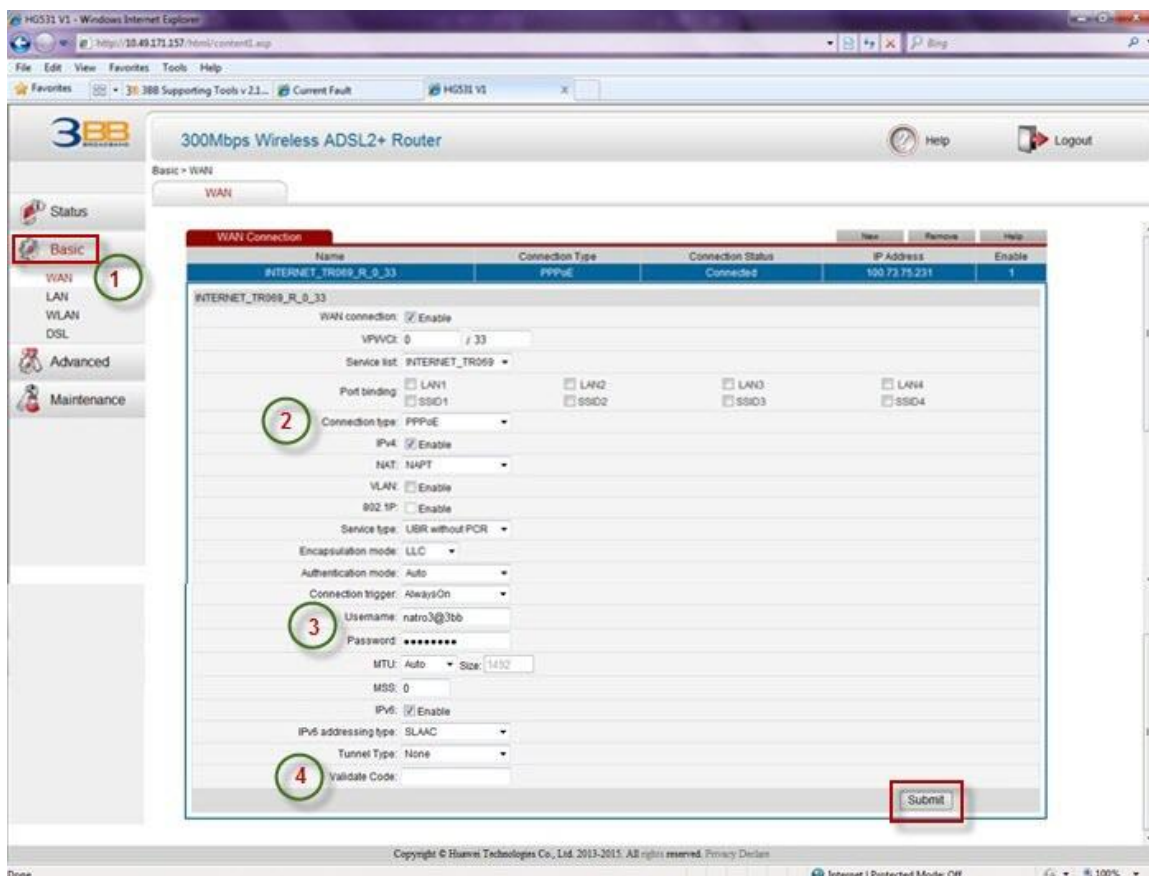 HG531 V1 - Windows Internet Explorer
http://10.49.171.157/html/content1.asp
Bing
File Edit View Favorites Tools Help
Favorites 3BB Supporting Tools v 2.1... Current Fault HG531 V1 X
3BB
BROADBAND
300Mbps Wireless ADSL2+ Router
Help
Logout
Basic > WAN
WAN
Status
Basic
1
WAN
LAN
WLAN
DSL
Advanced
Maintenance
WAN Connection New Remove Help
Name Connection Type Connection Status IP Address Enable
INTERNET_TR069_R_0_33 PPPoE Connected 100.73.75.231 1
INTERNET_TR069_R_0_33
WAN connection: Enable
VPI/VCI: 0 / 33
Service list: INTERNET_TR069
Port binding: LAN1 LAN2 LAN3 LAN4
SSID1 SSID2 SSID3 SSID4
2 Connection type: PPPoE
IPv4: Enable
NAT: NAPT
VLAN: Enable
802.1P: Enable
Service type: UBR without PCR
Encapsulation mode: LLC
Authentication mode: Auto
Connection trigger: AlwaysOn
3
Username: natro3@3bb
Password: ••••••••
MTU: Auto Size: 1492
MSS: 0
IPv6: Enable
IPv6 addressing type: SLAAC
Tunnel Type: None
4 Validate Code:
Submit
Copyright © Huawei Technologies Co., Ltd. 2013-2015. All rights reserved. Privacy Declare
Done Internet | Protected Mode: Off 100%